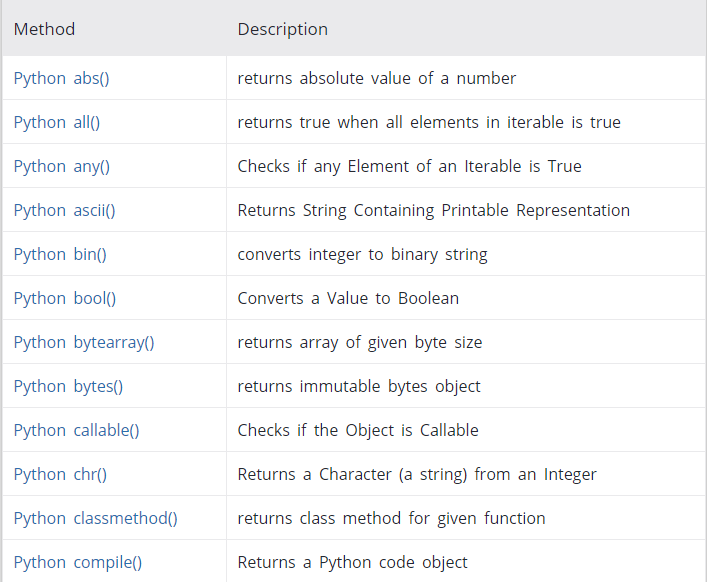 Method Description
Python abs() returns absolute value of a number
Python all() returns true when all elements in iterable is true
Python any() Checks if any Element of an Iterable is True
Python ascii() Returns String Containing Printable Representation
Python bin() converts integer to binary string
Python bool() Converts a Value to Boolean
Python bytearray() returns array of given byte size
Python bytes() returns immutable bytes object
Python callable() Checks if the Object is Callable
Python chr() Returns a Character (a string) from an Integer
Python classmethod() returns class method for given function
Python compile() Returns a Python code object